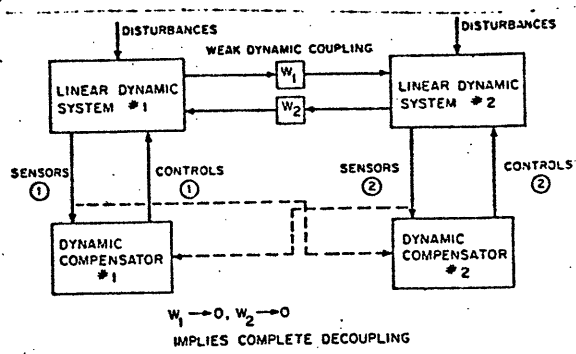 DISTURBANCES
DISTURBANCES
WEAK DYNAMIC COUPLING
LINEAR DYNAMIC
SYSTEM #1
W1
W2
LINEAR DYNAMIC
SYSTEM #2
SENSORS
1
CONTROLS
1
SENSORS
2
CONTROLS
2
DYNAMIC
COMPENSATOR
#1
DYNAMIC
COMPENSATOR
#2
W1 → 0, W2 → 0
IMPLIES COMPLETE DECOUPLING